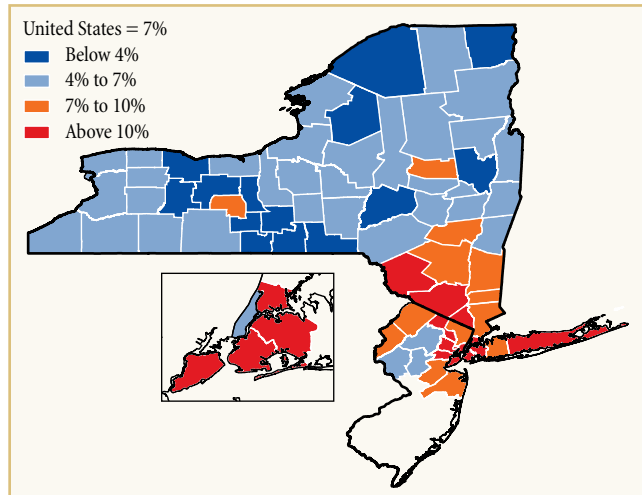 United States = 7%
Below 4%
4% to 7%
7% to 10%
Above 10%